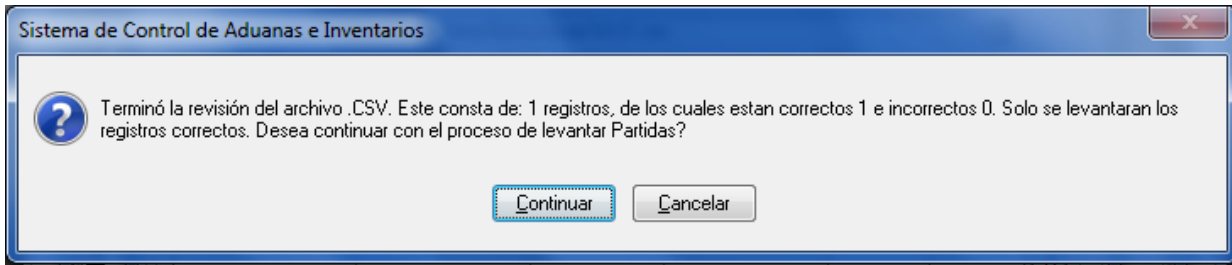 Sistema de Control de Aduanas e Inventarios
Terminó la revisión del archivo .CSV. Este consta de: 1 registros, de los cuales estan correctos 1 e incorrectos 0. Solo se levantaran los
registros correctos. Desea continuar con el proceso de levantar Partidas?
Continuar
Cancelar